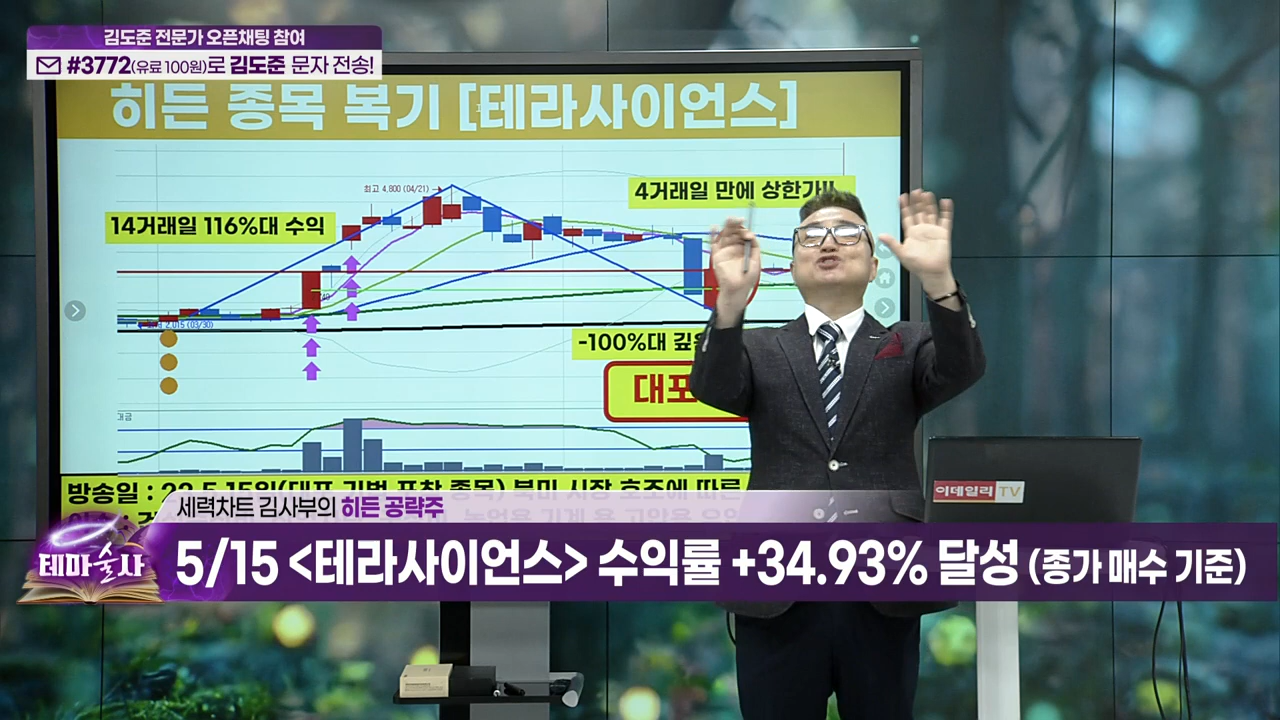 김도준 전문가 오픈채팅 참여
#3772(유료 100원)로 김도준 문자 전송!
히든 종목 복기 [테라사이언스]
최고 4,800 (04/21)
4거래일 만에 상한가!!
14거래일 116%대 수익
2,015 (03/30)
-100%대
대금
방송일 :
세력차트 김사부의 히든 공략주
이데일리TV
테마술사
5/15 <테라사이언스> 수익률 +34.93% 달성 (종가 매수 기준)